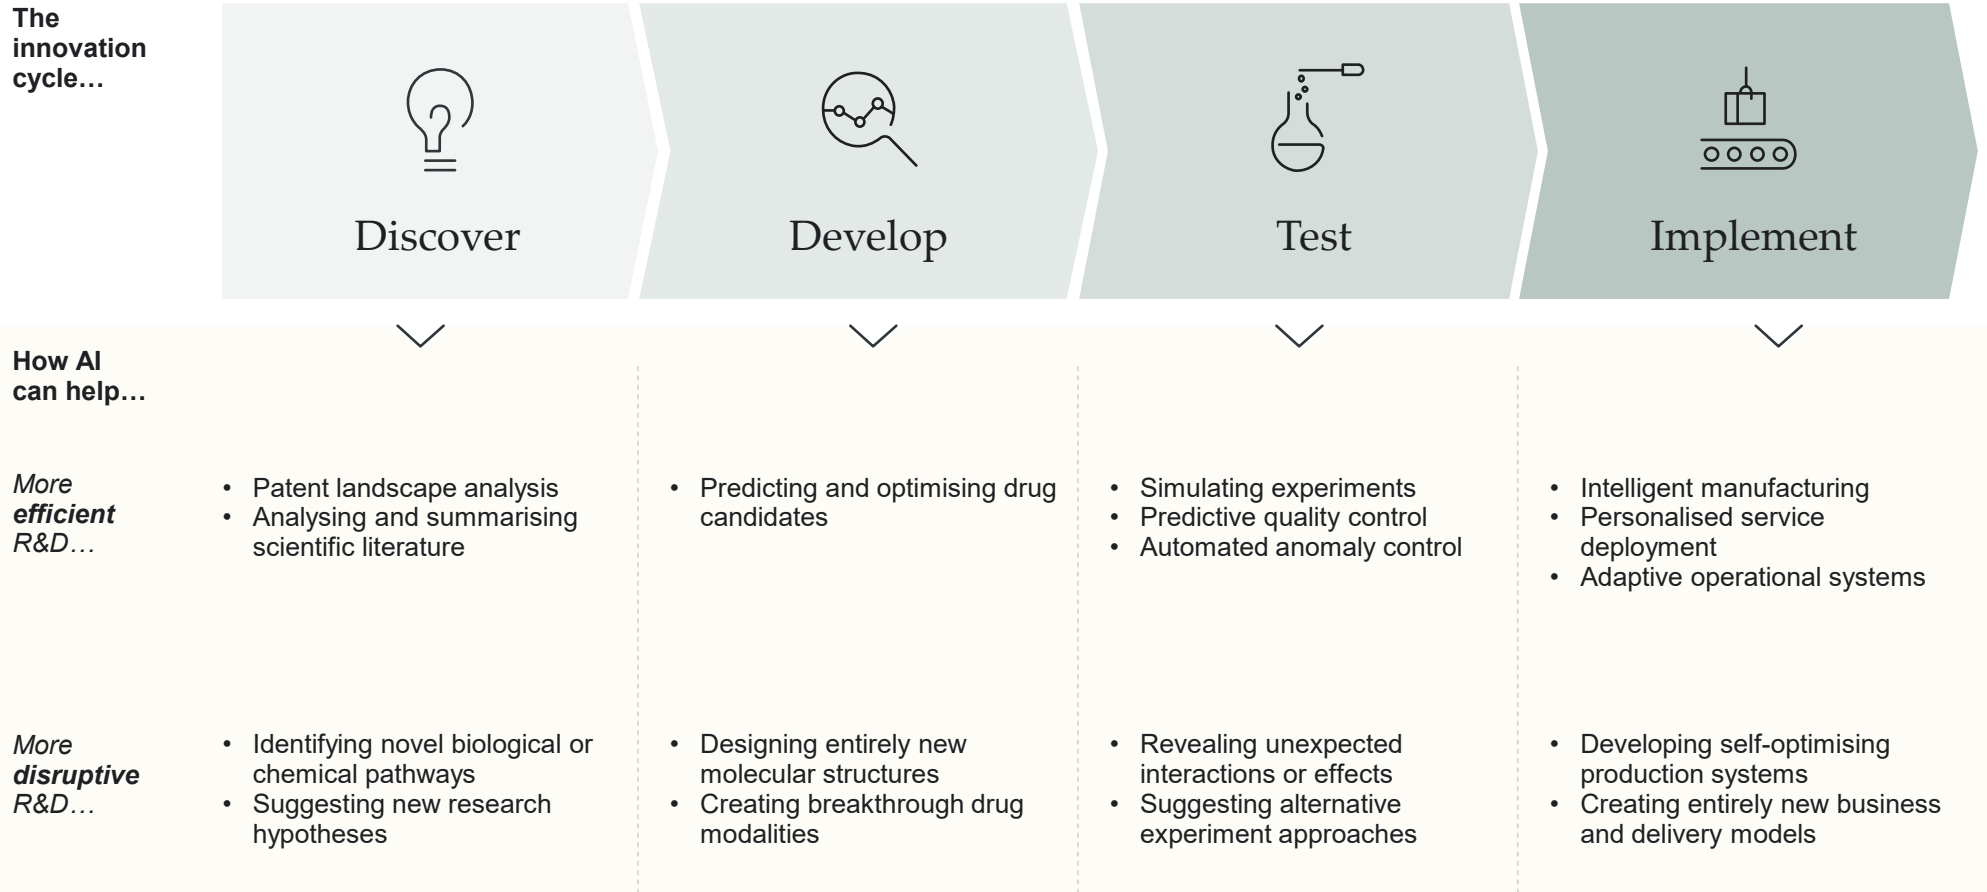 The
innovation
cycle…
Discover
Develop
Test
Implement
How AI
can help…
More
efficient
R&D…
• Patent landscape analysis
• Analysing and summarising
scientific literature
• Predicting and optimising drug
candidates
• Simulating experiments
• Predictive quality control
• Automated anomaly control
• Intelligent manufacturing
• Personalised service
deployment
• Adaptive operational systems
More
disruptive
R&D…
• Identifying novel biological or
chemical pathways
• Suggesting new research
hypotheses
• Designing entirely new
molecular structures
• Creating breakthrough drug
modalities
• Revealing unexpected
interactions or effects
• Suggesting alternative
experiment approaches
• Developing self-optimising
production systems
• Creating entirely new business
and delivery models